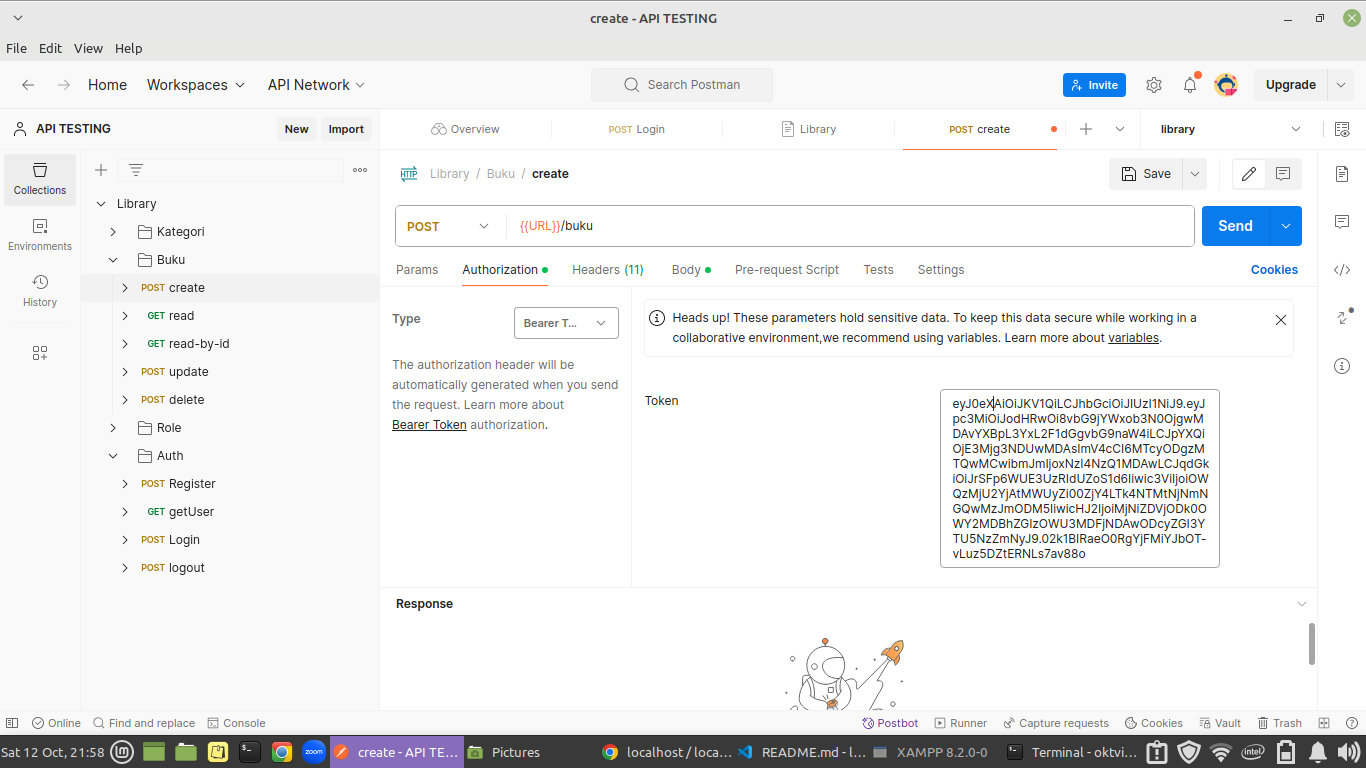 create - API TESTING
File Edit View Help
Home Workspaces API Network Search Postman Invite Upgrade
API TESTING New Import Overview POST Login Library POST create library
Collections
Environments
History
Library
Kategori
Buku
POST create
GET read
GET read-by-id
POST update
POST delete
Role
Auth
POST Register
GET getUser
POST Login
POST logout
HTTP Library / Buku / create Save
POST {{URL}}/buku Send
Params Authorization Headers (11) Body Pre-request Script Tests Settings Cookies
Type Bearer T...
The authorization header will be
automatically generated when you send
the request. Learn more about
Bearer Token authorization.
Heads up! These parameters hold sensitive data. To keep this data secure while working in a
collaborative environment,we recommend using variables. Learn more about variables.
Token
Response
Online Find and replace Console Postbot Runner Capture requests Cookies Vault Trash
Sat 12 Oct, 21:58 zoom create - API TE... Pictures localhost / loca... README.md - l... XAMPP 8.2.0-0 Terminal - oktvi... intel